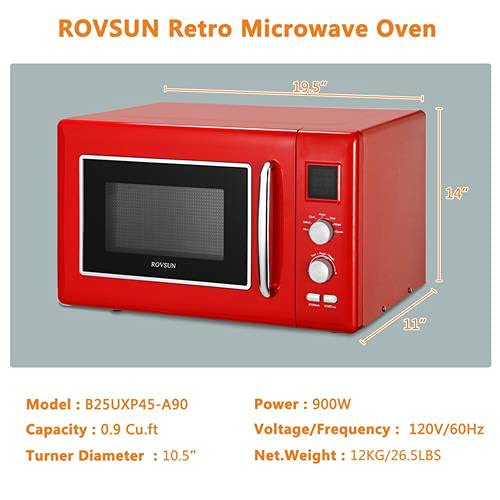 ROVSUN Retro Microwave Oven
19.5”
14”
11”
ROVSUN
Model : B25UXP45-A90
Power : 900W
Capacity : 0.9 Cu.ft
Voltage/Frequency : 120V/60Hz
Turner Diameter : 10.5”
Net.Weight : 12KG/26.5LBS